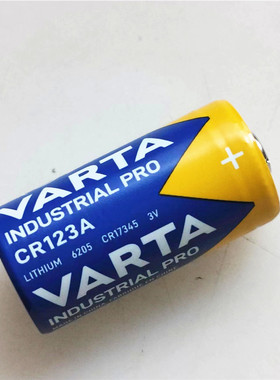 VARTA
INDUSTRIAL PRO
CR123A
LITHIUM 6205 CR17345 3V
+
VARTA
INDUSTRIAL PRO